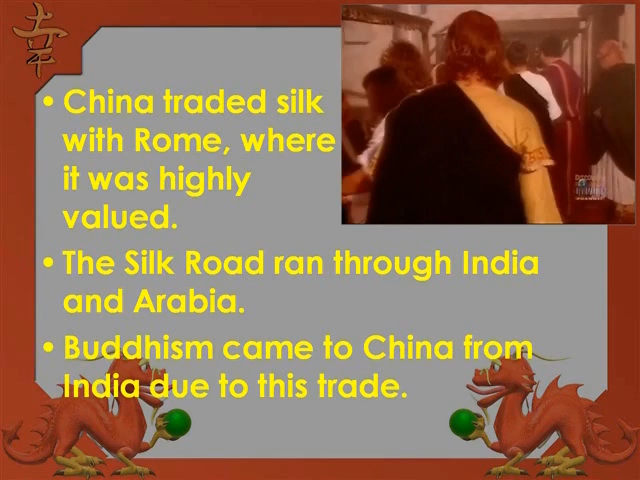 幸
• China traded silk
with Rome, where
it was highly
valued.
• The Silk Road ran through India
and Arabia.
• Buddhism came to China from
India due to this trade.